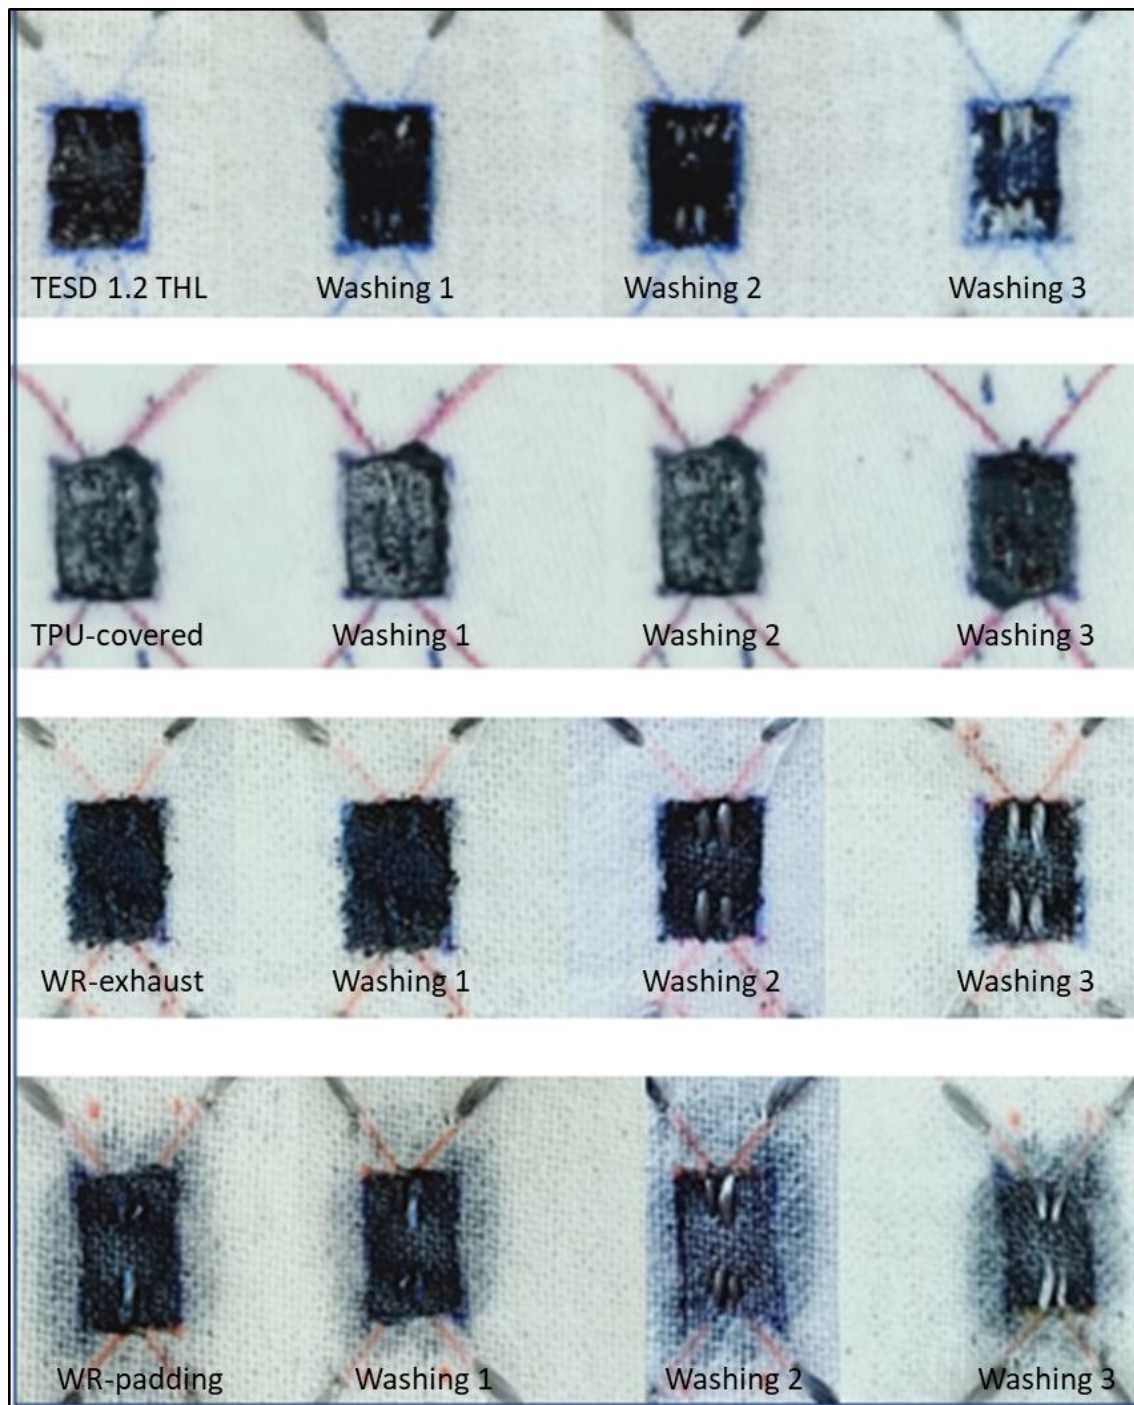 TESD 1.2 THL Washing 1 Washing 2 Washing 3
TPU-covered Washing 1 Washing 2 Washing 3
WR-exhaust Washing 1 Washing 2 Washing 3
WR-padding Washing 1 Washing 2 Washing 3